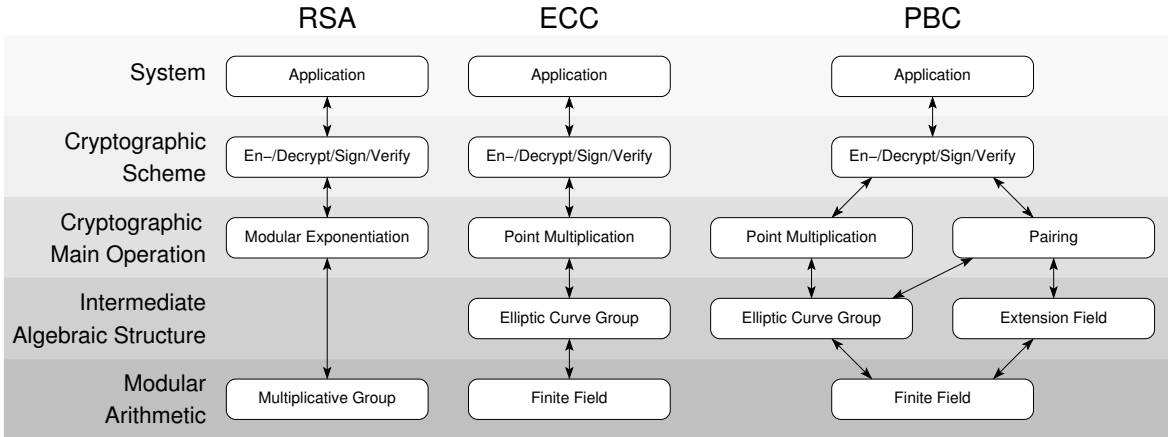 RSA ECC PBC
System
Application Application Application
Cryptographic
Scheme
En−/Decrypt/Sign/Verify En−/Decrypt/Sign/Verify En−/Decrypt/Sign/Verify
Cryptographic
Main Operation
Modular Exponentiation Point Multiplication Point Multiplication Pairing
Intermediate
Algebraic Structure
Elliptic Curve Group Elliptic Curve Group Extension Field
Modular
Arithmetic
Multiplicative Group Finite Field Finite Field